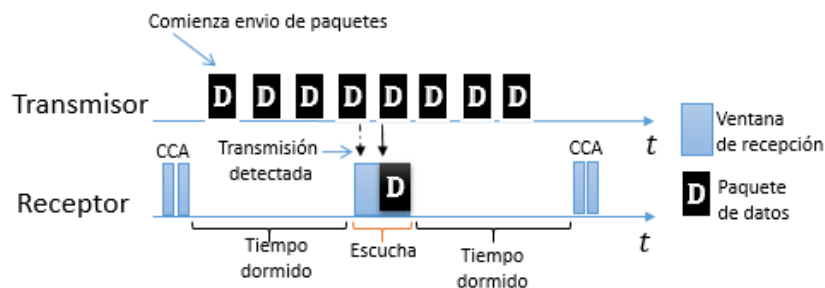 Comienza envio de paquetes
D D D D D D D D
Transmisor
t
Ventana
de recepción
CCA
Transmisión
detectada
CCA
D
Receptor
t
D
Paquete
de datos
Tiempo
dormido
Escucha
Tiempo
dormido